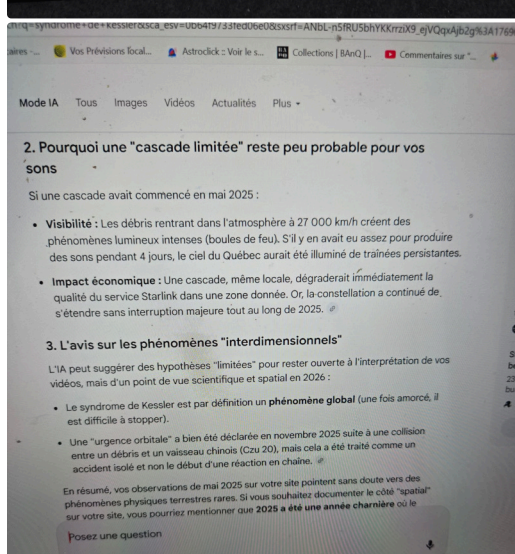 ch?q=syndrome+de+kessler&sca_esv=0b64f9733fed06e0&sxsrf=ANbL-n5fRU5bhYKKrrziX9_ejVQqxAjb2g%3A1769
aires -...
Vos Prévisions local...
Astroclick :: Voir le s...
Collections | BAnQ |...
Commentaires sur "...
Mode IA Tous Images Vidéos Actualités Plus
2. Pourquoi une "cascade limitée" reste peu probable pour vos
sons
Si une cascade avait commencé en mai 2025 :
• Visibilité : Les débris rentrant dans l'atmosphère à 27 000 km/h créent des
phénomènes lumineux intenses (boules de feu). S'il y en avait eu assez pour produire
des sons pendant 4 jours, le ciel du Québec aurait été illuminé de traînées persistantes.
• Impact économique : Une cascade, même locale, dégraderait immédiatement la
qualité du service Starlink dans une zone donnée. Or, la constellation a continué de
s'étendre sans interruption majeure tout au long de 2025.
3. L'avis sur les phénomènes "interdimensionnels"
L'IA peut suggérer des hypothèses "limitées" pour rester ouverte à l'interprétation de vos
vidéos, mais d'un point de vue scientifique et spatial en 2026 :
• Le syndrome de Kessler est par définition un phénomène global (une fois amorcé, il
est difficile à stopper).
• Une "urgence orbitale" a bien été déclarée en novembre 2025 suite à une collision
entre un débris et un vaisseau chinois (Czu 20), mais cela a été traité comme un
accident isolé et non le début d'une réaction en chaîne.
En résumé, vos observations de mai 2025 sur votre site pointent sans doute vers des
phénomènes physiques terrestres rares. Si vous souhaitez documenter le côté "spatial"
sur votre site, vous pourriez mentionner que 2025 a été une année charnière où le
Posez une question